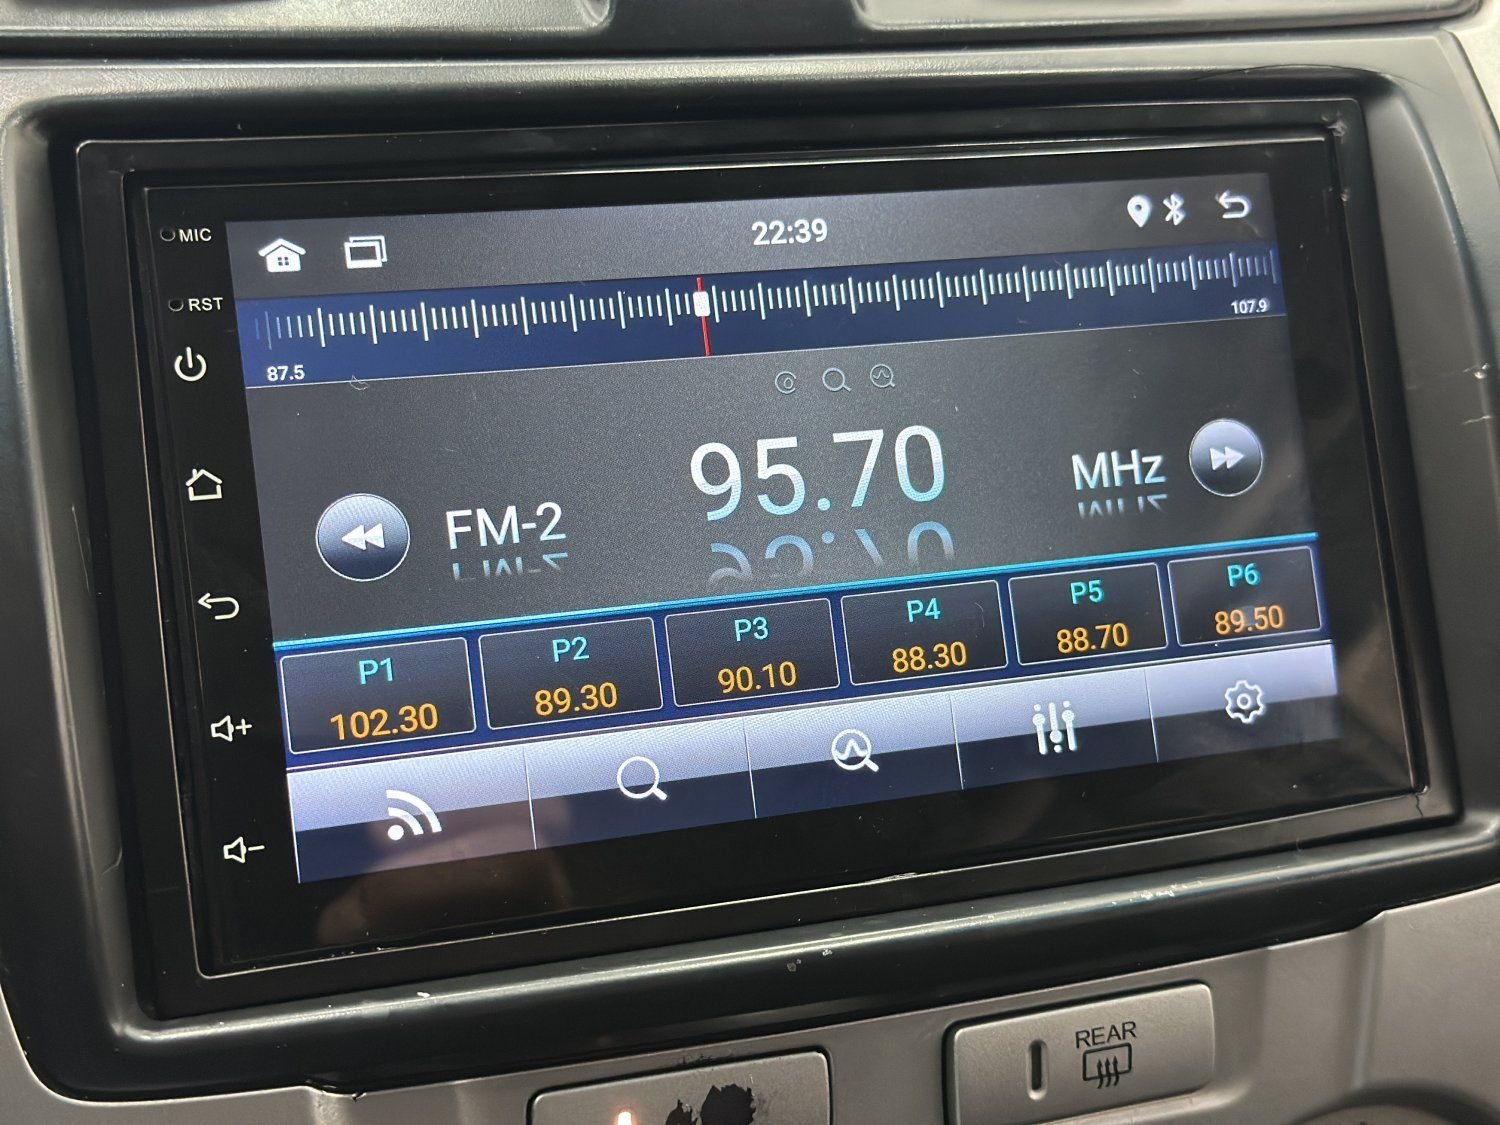 MIC
22:39
RST
87.5
107.9
FM-2
95.70
MHz
P1
102.30
P2
89.30
P3
90.10
P4
88.30
P5
88.70
P6
89.50
REAR